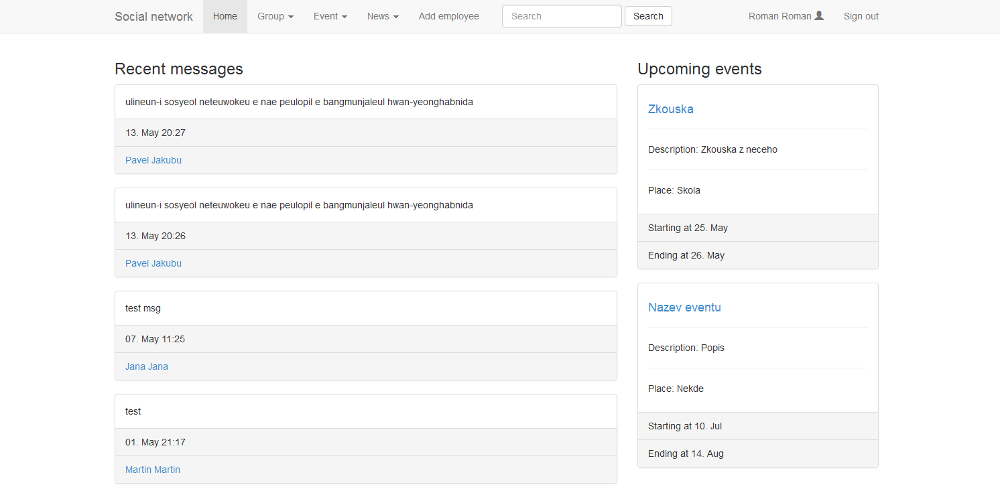 Social network Home Group Event News Add employee Search Search Roman Roman Sign out
Recent messages
ulineun-i sosyeol neteuwokeu e nae peulopil e bangmunjaleul hwan-yeonghabnida
13. May 20:27
Pavel Jakubu
ulineun-i sosyeol neteuwokeu e nae peulopil e bangmunjaleul hwan-yeonghabnida
13. May 20:26
Pavel Jakubu
test msg
07. May 11:25
Jana Jana
test
01. May 21:17
Martin Martin
Upcoming events
Zkouska
Description: Zkouska z neceho
Place: Skola
Starting at 25. May
Ending at 26. May
Nazev eventu
Description: Popis
Place: Nekde
Starting at 10. Jul
Ending at 14. Aug